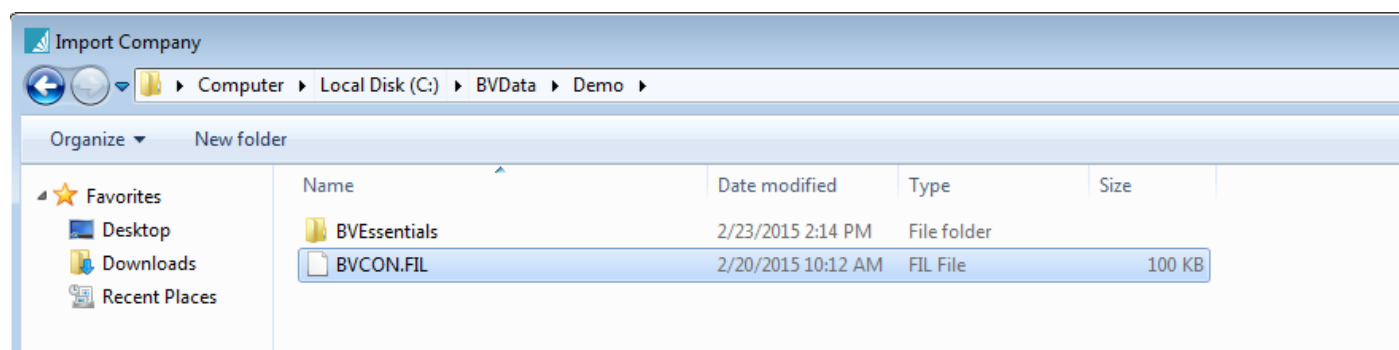 Import Company
Computer Local Disk (C:) BVData Demo
Organize New folder
Favorites
Desktop
Downloads
Recent Places
Name Date modified Type Size
BVEssentials 2/23/2015 2:14 PM File folder
BVCON.FIL 2/20/2015 10:12 AM FIL File 100 KB